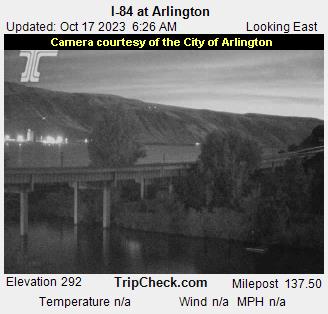 I-84 at Arlington
Updated: Oct 17 2023 6:26 AM Looking East
Camera courtesy of the City of Arlington
Elevation 292 TripCheck.com Milepost 137.50
Temperature n/a Wind n/a MPH n/a